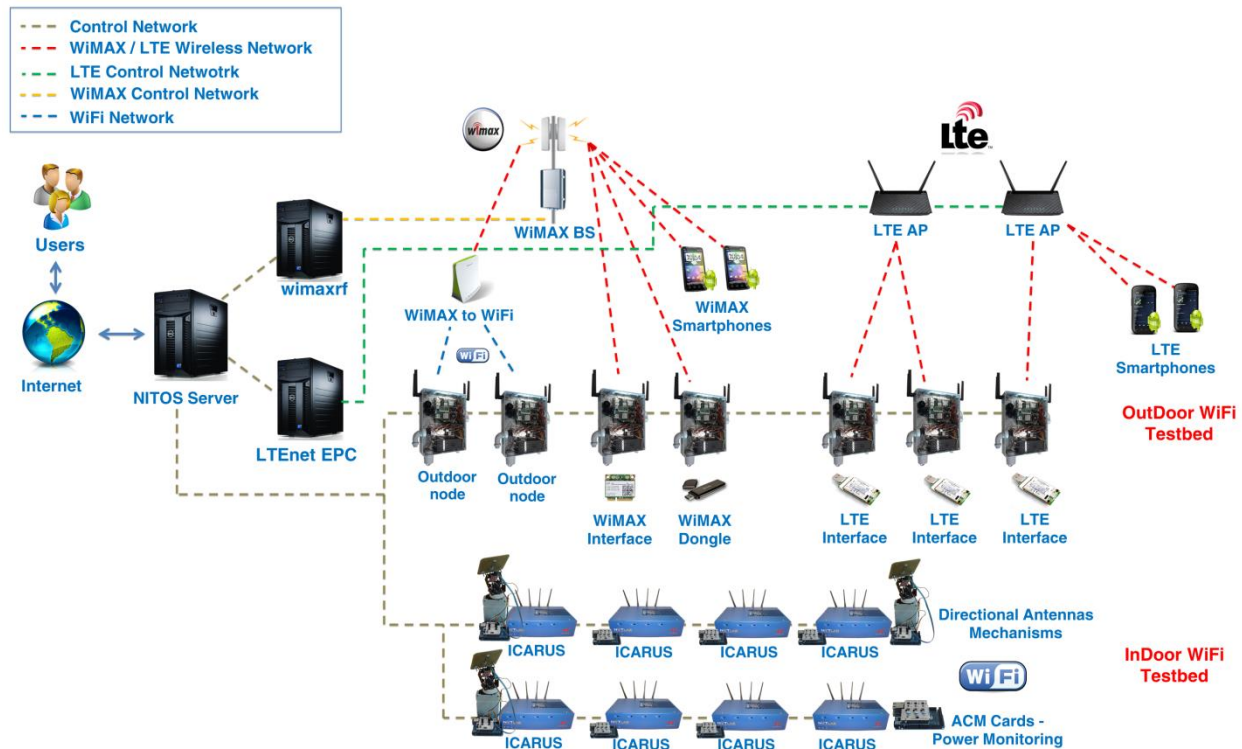 Control Network
WiMAX / LTE Wireless Network
LTE Control Netwotrk
WiMAX Control Network
WiFi Network
wimax
Lte
Users
WiMAX BS
LTE AP
LTE AP
wimaxrf
WiMAX to WiFi
WiMAX
Smartphones
LTE
Smartphones
WiFi
Internet
NITOS Server
LTEnet EPC
OutDoor WiFi
Testbed
Outdoor
node
Outdoor
node
WiMAX
Interface
WiMAX
Dongle
LTE
Interface
LTE
Interface
LTE
Interface
Directional Antennas
Mechanisms
ICARUS
ICARUS
ICARUS
ICARUS
InDoor WiFi
Testbed
WiFi
ACM Cards -
Power Monitoring
ICARUS
ICARUS
ICARUS
ICARUS